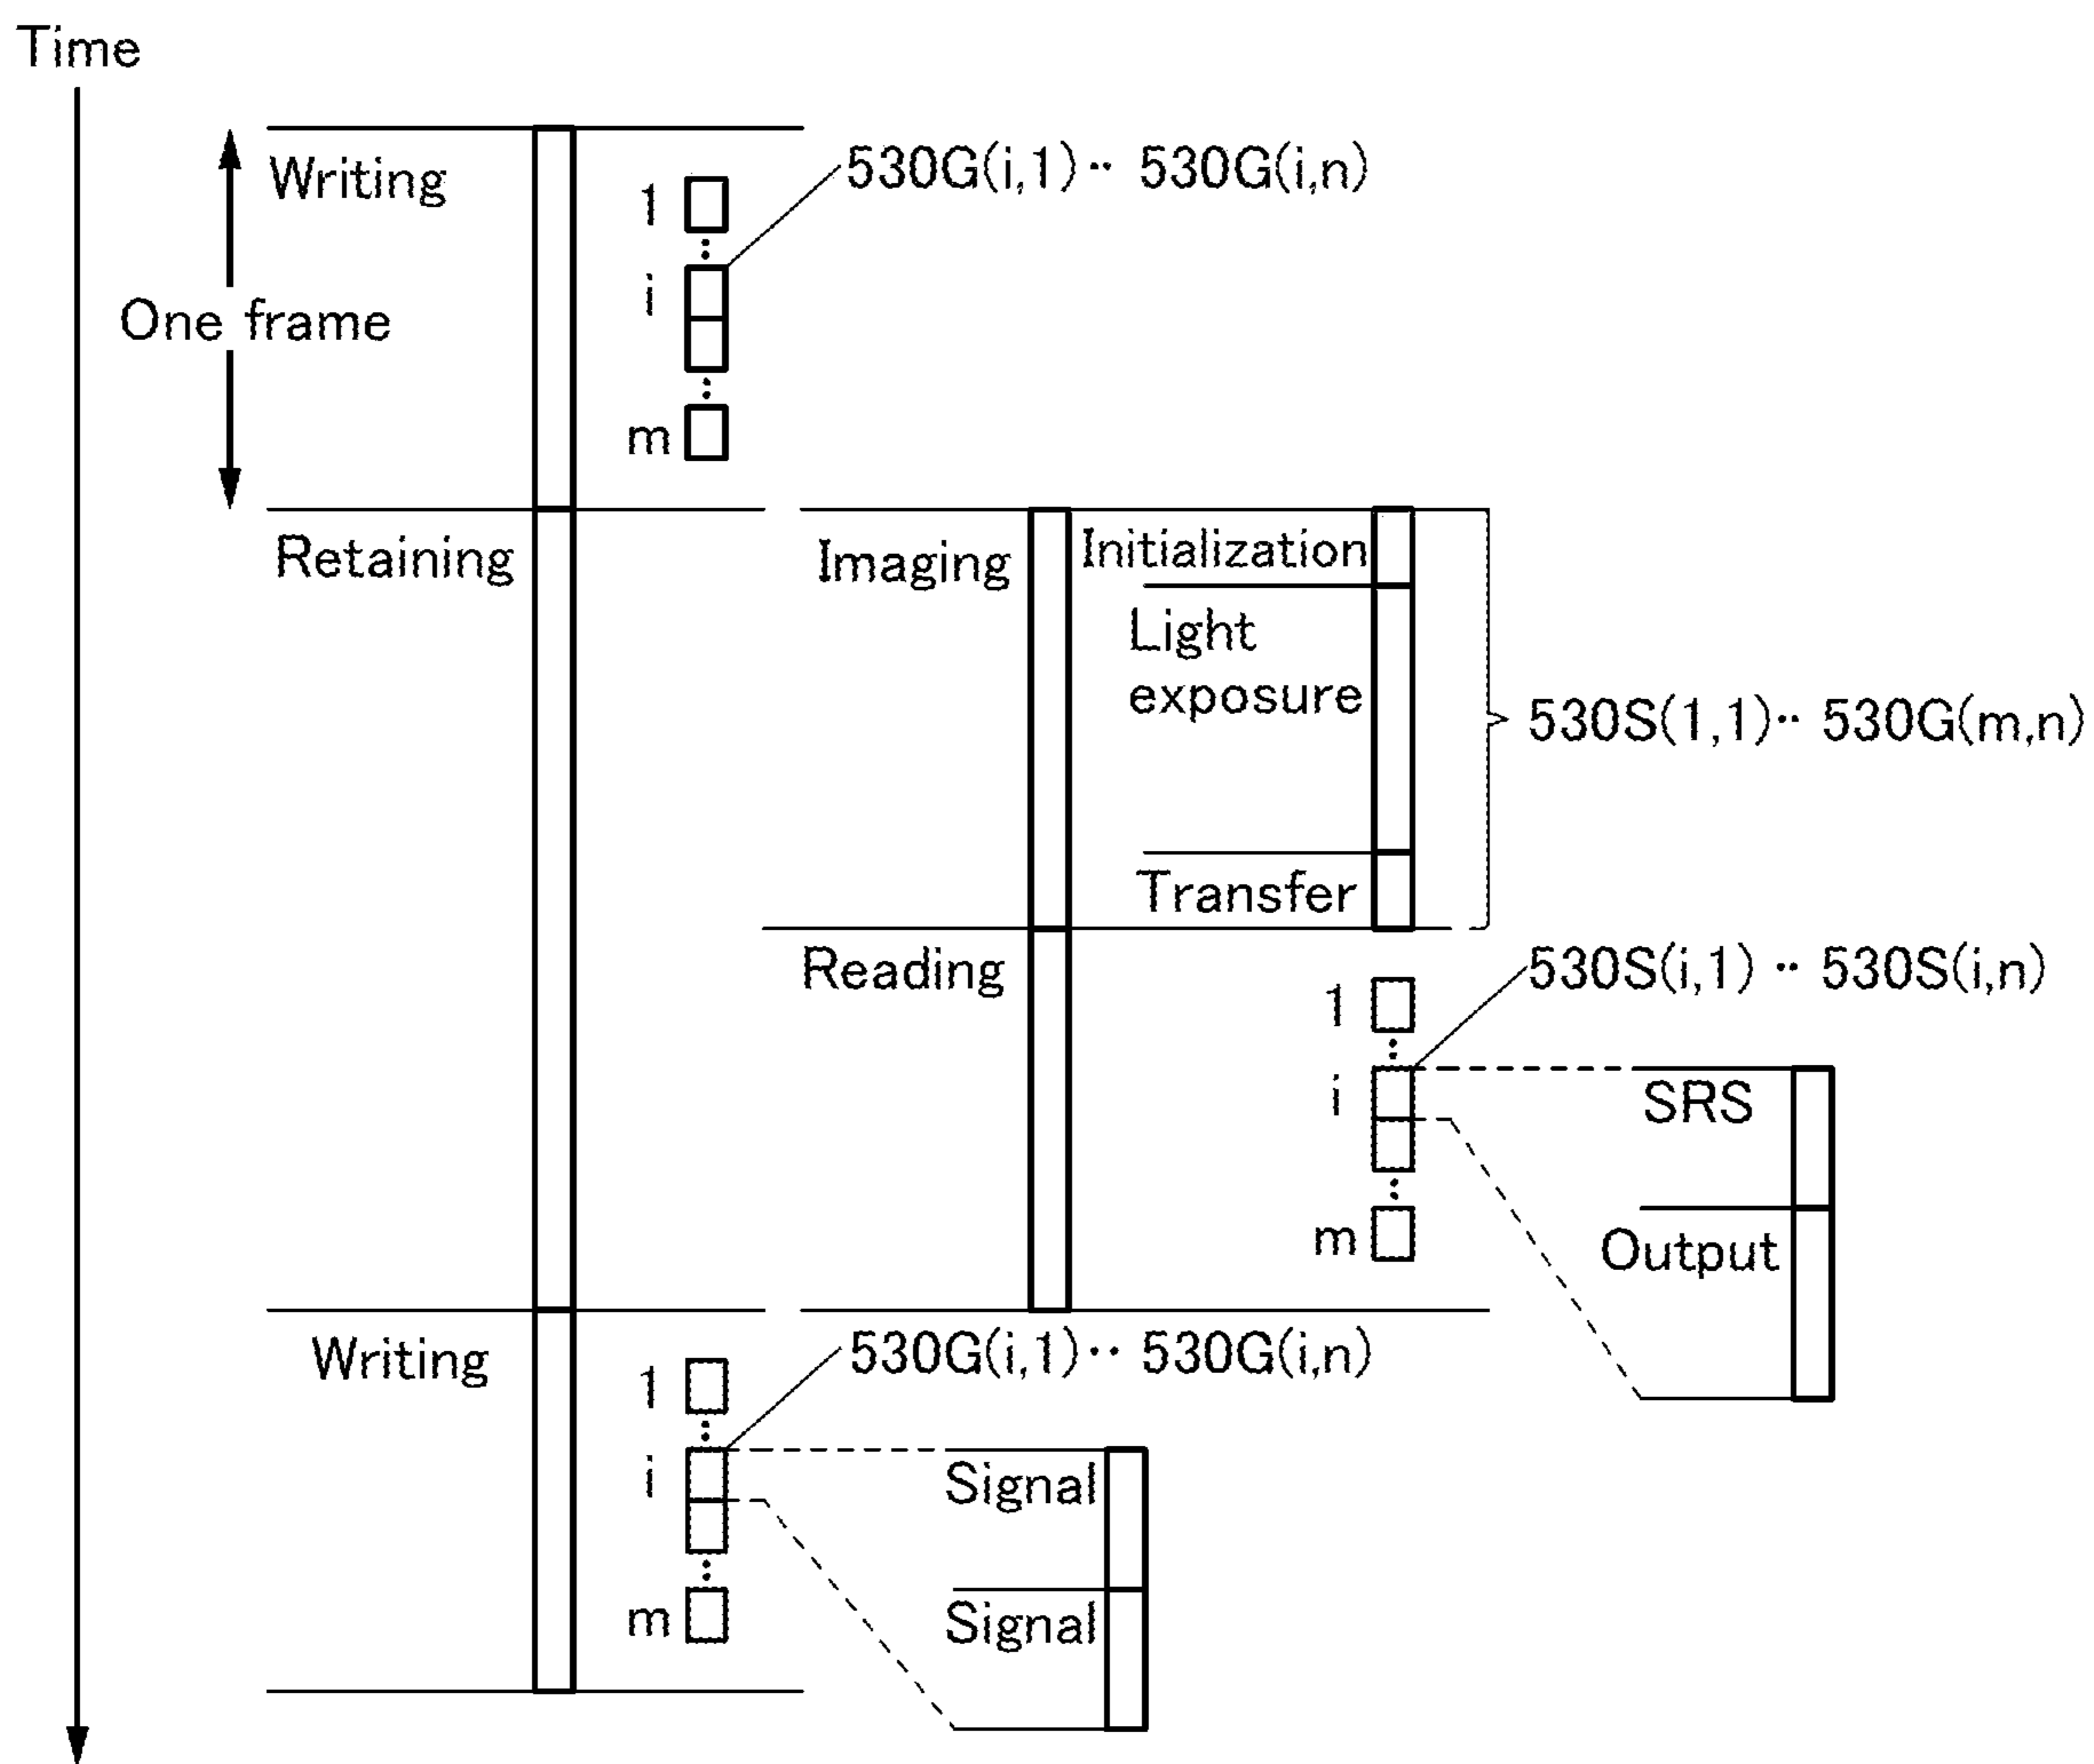 Time
Writing
530G(i,1)·· 530G(i,n)
1
i
One frame
m
Retaining
Imaging
Initialization
Light
exposure
530S(1,1)·· 530G(m,n)
Transfer
Reading
530S(i,1)·· 530S(i,n)
1
i
SRS
m
Output
Writing
530G(i,1)·· 530G(i,n)
1
i
Signal
m
Signal